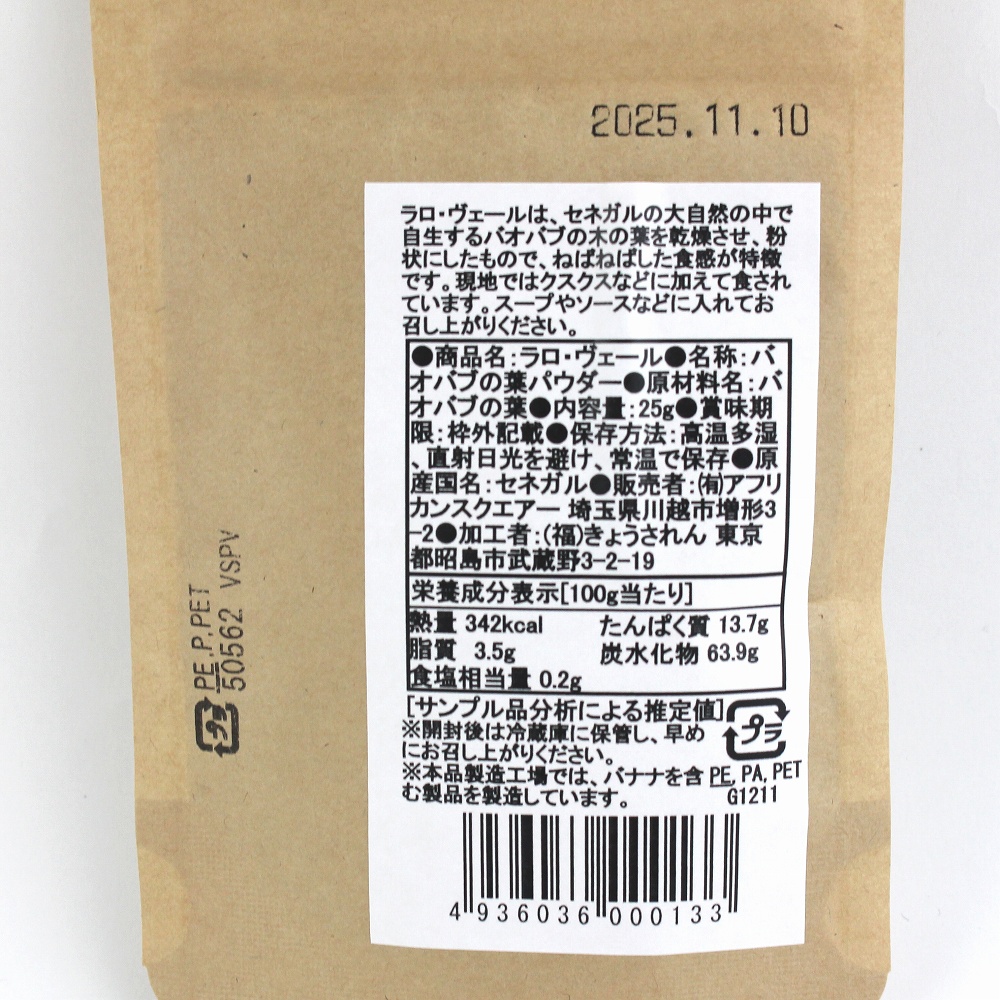 2025.11.10
ラロ・ヴェールは、セネガルの大自然の中で
自生するバオバブの木の葉を乾燥させ、粉
状にしたもので、ねばねばした食感が特徴
です。現地ではクスクスなどに加えて食され
ています。スープやソースなどに入れてお
召し上がりください。
●商品名:ラロ・ヴェール●名称:バ
オバブの葉パウダー●原材料名:バ
オバブの葉●内容量:25g●賞味期
限:枠外記載●保存方法:高温多湿
、直射日光を避け、常温で保存●原
産国名:セネガル●販売者:㈲アフリ
カンスクエアー 埼玉県川越市増形3
-2●加工者:(福)きょうされん 東京
都昭島市武蔵野3-2-19
栄養成分表示[100g当たり]
熱量 342kcal たんぱく質 13.7g
脂質 3.5g 炭水化物 63.9g
食塩相当量 0.2g
[サンプル品分析による推定値]
※開封後は冷蔵庫に保管し、早め
にお召し上がりください。
※本品製造工場では、バナナを含
む製品を製造しています。
プラ
PE, PA, PET
G1211
4 936036 000133
プラ
PE,P,PET
50562 VSPV